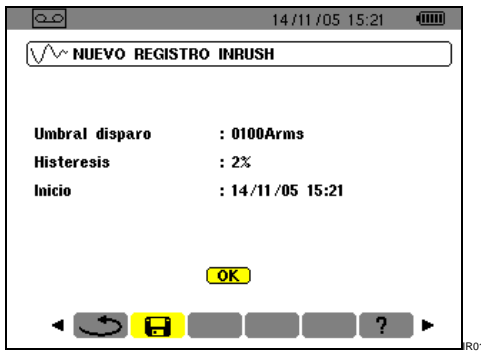 14/11/05 15:21
NUEVO REGISTRO INRUSH
Umbral disparo : 0100Arms
Histeresis : 2%
Inicio : 14/11/05 15:21
OK
?